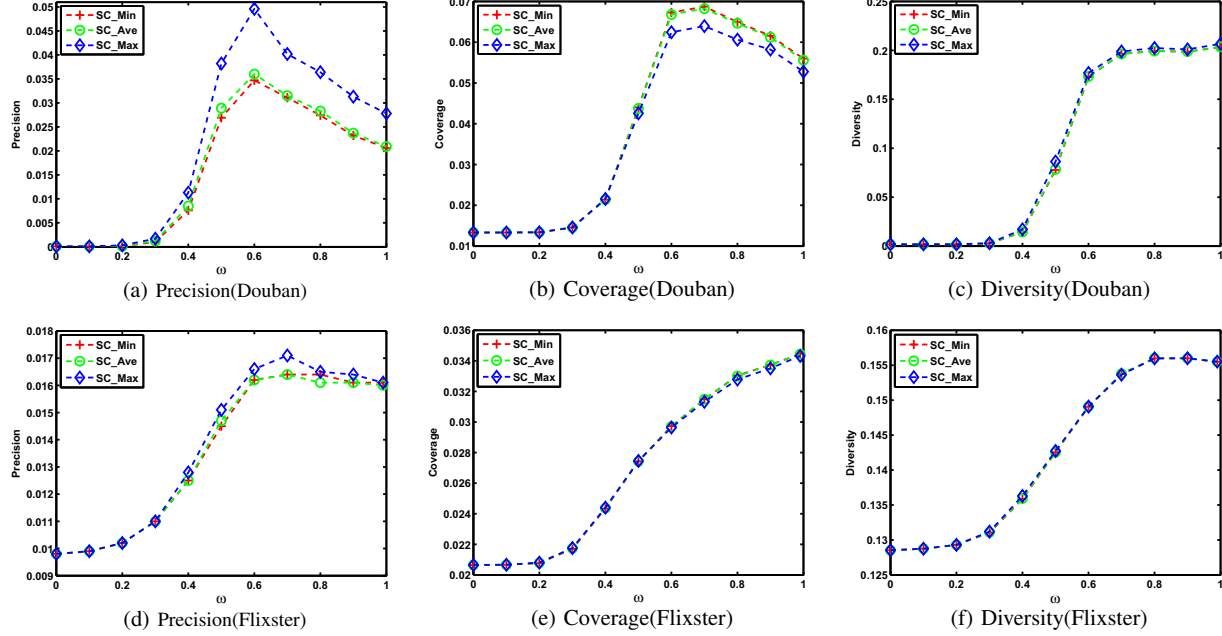 0.05
0.045
0.04
0.035
0.03
0.025
0.02
0.015
0.01
0.005
0
Precision
SC_Min
SC_Ave
SC_Max
0 0.2 0.4 0.6 0.8 1
ω
(a) Precision(Douban)
0.07
0.06
0.05
0.04
0.03
0.02
0.01
Coverage
SC_Min
SC_Ave
SC_Max
0 0.2 0.4 0.6 0.8 1
ω
(b) Coverage(Douban)
0.2
0.15
0.1
0.05
0
Diversity
SC_Min
SC_Ave
SC_Max
0 0.2 0.4 0.6 0.8 1
ω
(c) Diversity(Douban)
0.018
0.017
0.016
0.015
0.014
0.013
0.012
0.011
0.01
0.009
Precision
SC_Min
SC_Ave
SC_Max
0 0.2 0.4 0.6 0.8 1
ω
(d) Precision(Flixster)
0.036
0.034
0.032
0.03
0.028
0.026
0.024
0.022
0.02
Coverage
SC_Min
SC_Ave
SC_Max
0 0.2 0.4 0.6 0.8 1
ω
(e) Coverage(Flixster)
0.16
0.155
0.15
0.145
0.14
0.135
0.13
0.125
Diversity
SC_Min
SC_Ave
SC_Max
0 0.2 0.4 0.6 0.8 1
ω
(f) Diversity(Flixster)